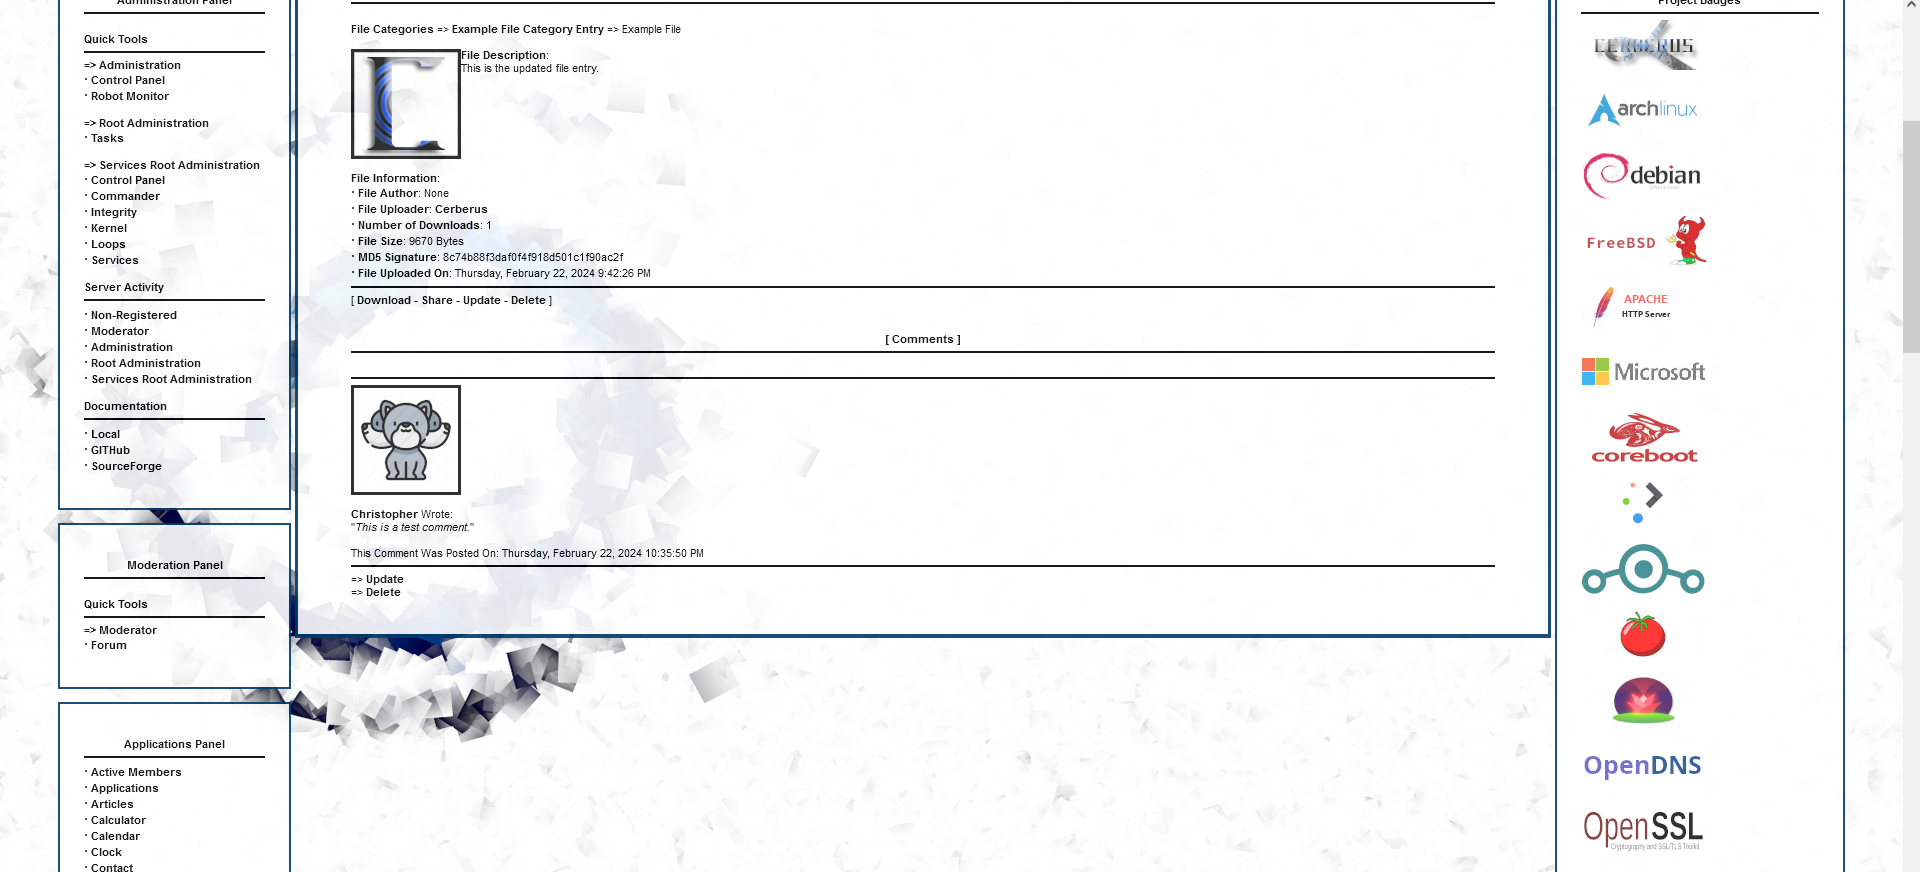 Administration Panel
Quick Tools
=> Administration
· Control Panel
· Robot Monitor
=> Root Administration
· Tasks
=> Services Root Administration
· Control Panel
· Commander
· Integrity
· Kernel
· Loops
· Services
Server Activity
· Non-Registered
· Moderator
· Administration
· Root Administration
· Services Root Administration
Documentation
· Local
· GITHub
· SourceForge
Moderation Panel
Quick Tools
=> Moderator
· Forum
Applications Panel
· Active Members
· Applications
· Articles
· Calculator
· Calendar
· Clock
· Contact
File Categories => Example File Category Entry => Example File
File Description:
This is the updated file entry.
File Information:
· File Author: None
· File Uploader: Cerberus
· Number of Downloads: 1
· File Size: 9670 Bytes
· MD5 Signature: 8c74b88f3daf0f4f918d501c1f90ac2f
· File Uploaded On: Thursday, February 22, 2024 9:42:26 PM
[ Download - Share - Update - Delete ]
[ Comments ]
Christopher Wrote:
"This is a test comment."
This Comment Was Posted On: Thursday, February 22, 2024 10:35:50 PM
=> Update
=> Delete
Project Badges
CERBERUS
archlinux
debian
FreeBSD
APACHE
HTTP Server
Microsoft
coreboot
OpenDNS
OpenSSL
Cryptography and SSL/TLS Toolkit